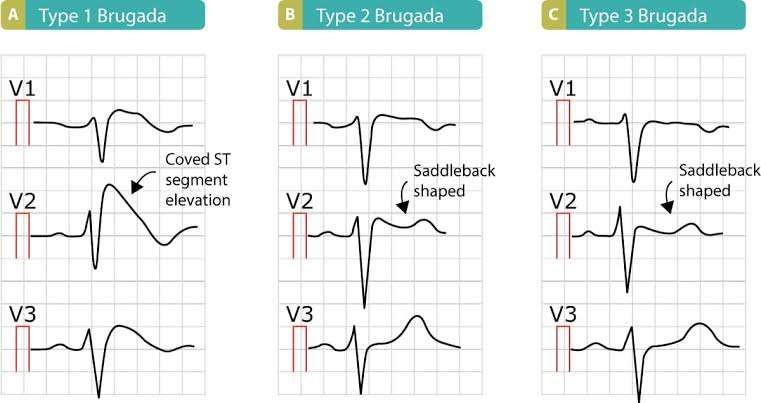 A Type 1 Brugada
V1
Coved ST
segment
elevation
V2
V3
B Type 2 Brugada
V1
Saddleback
shaped
V2
V3
C Type 3 Brugada
V1
Saddleback
shaped
V2
V3